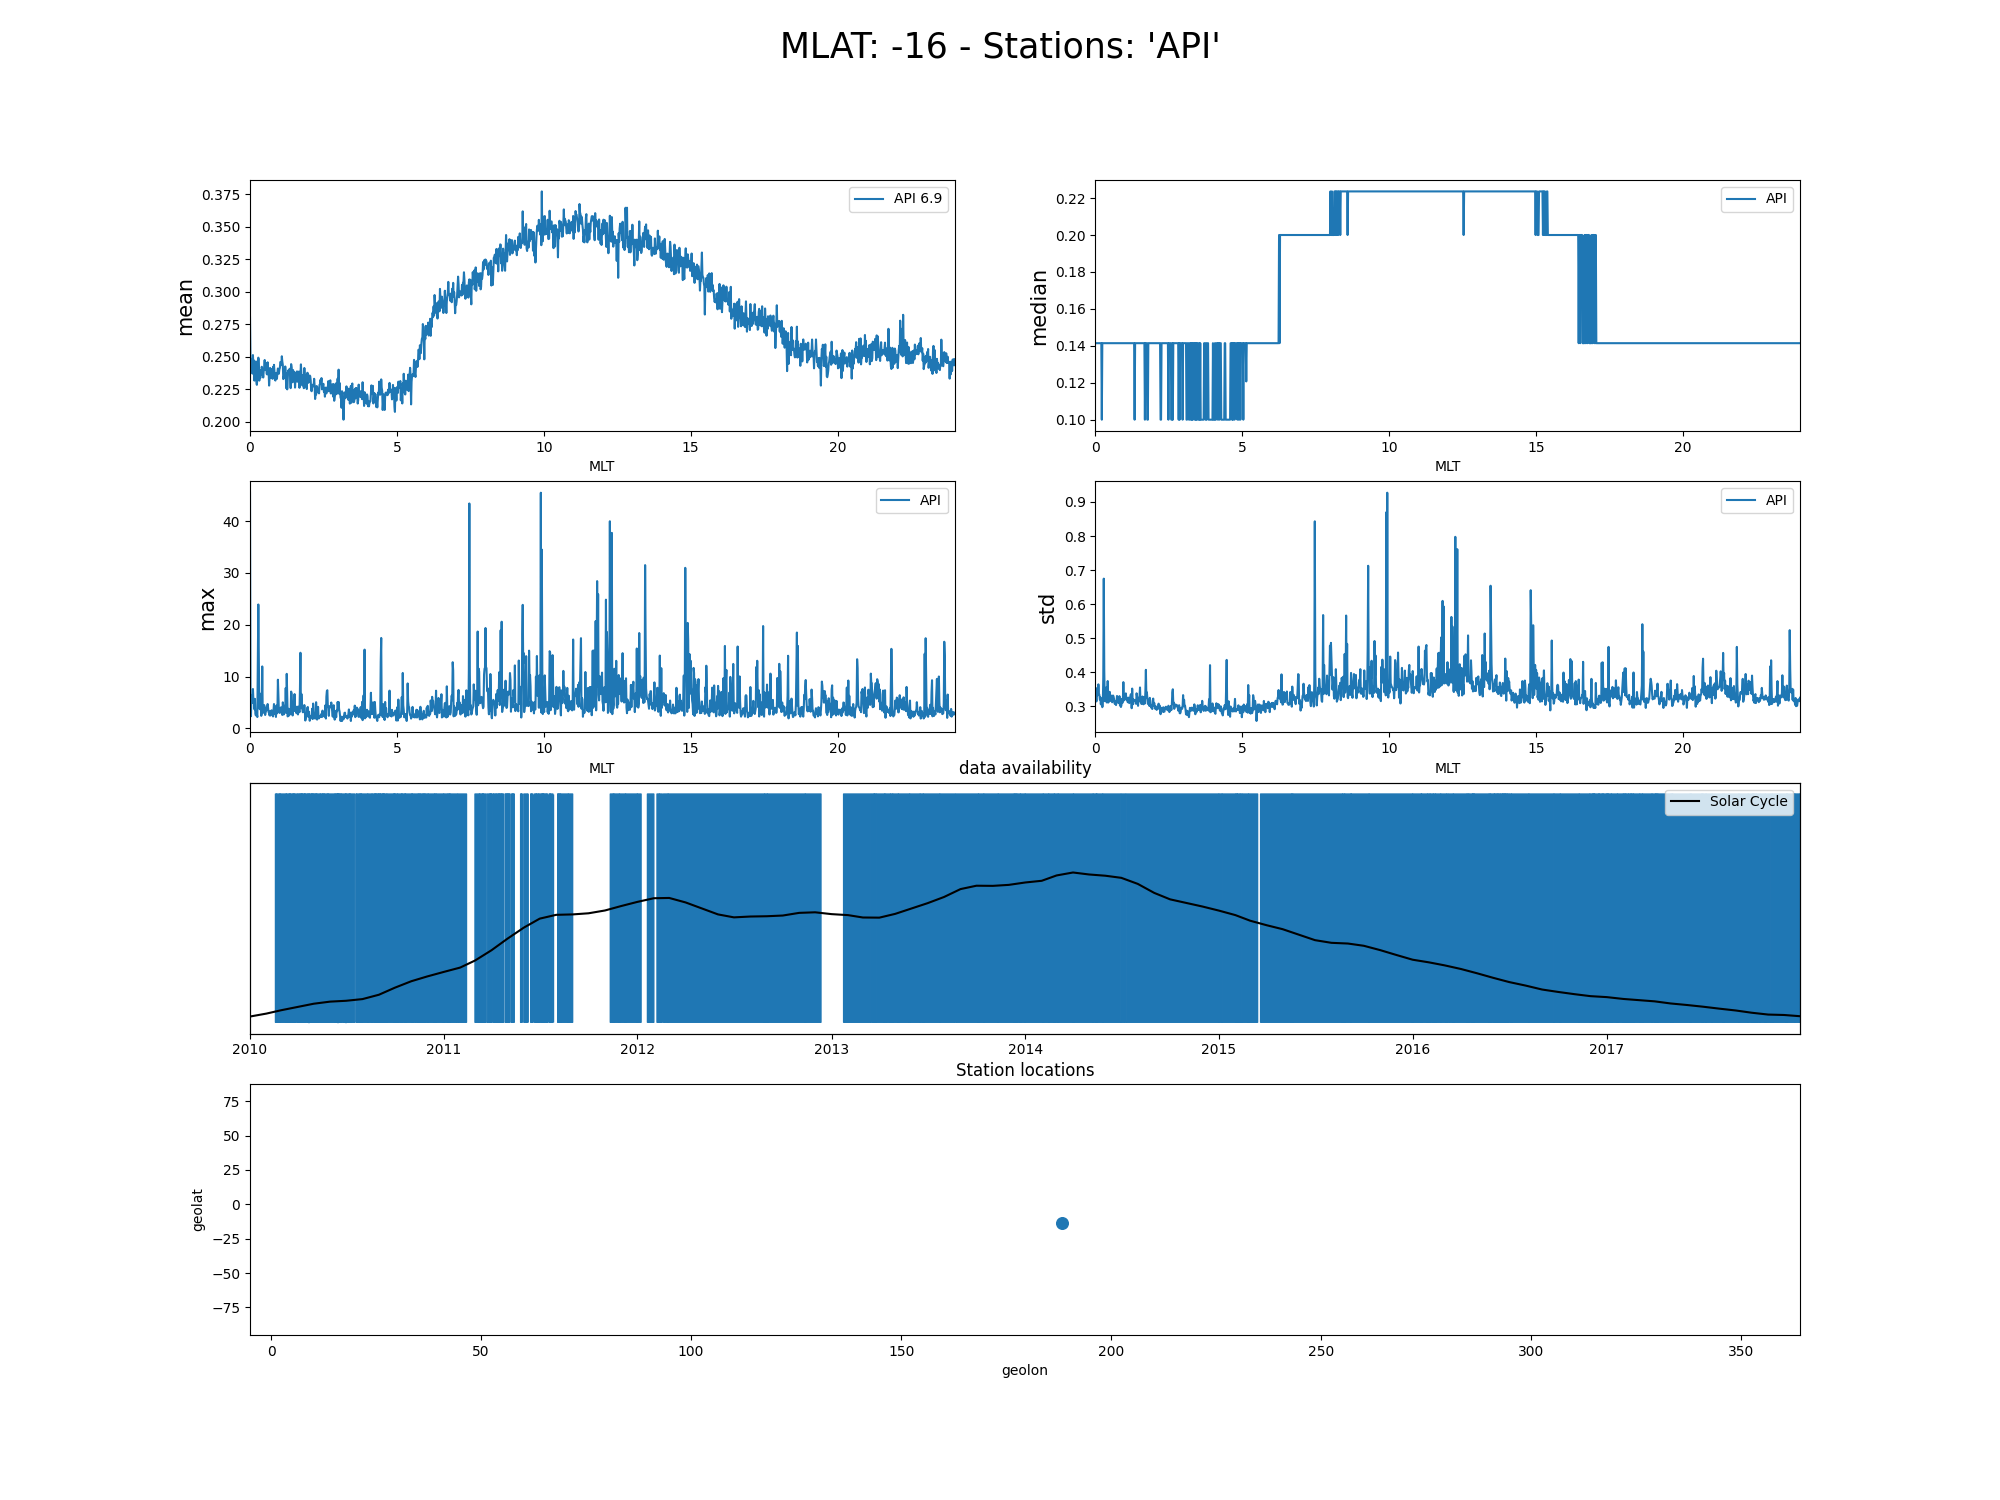 MLAT: -16 - Stations: 'API'
0.375
0.350
0.325
0.300
0.275
0.250
0.225
0.200
mean
API 6.9
0 5 10 15 20
MLT
0.22
0.20
0.18
0.16
0.14
0.12
0.10
median
API
0 5 10 15 20
MLT
40
30
20
10
0
max
API
0 5 10 15 20
MLT
0.9
0.8
0.7
0.6
0.5
0.4
0.3
std
API
0 5 10 15 20
MLT
data availability
Solar Cycle
2010 2011 2012 2013 2014 2015 2016 2017
Station locations
75
50
25
0
−25
−50
−75
geolat
0 50 100 150 200 250 300 350
geolon